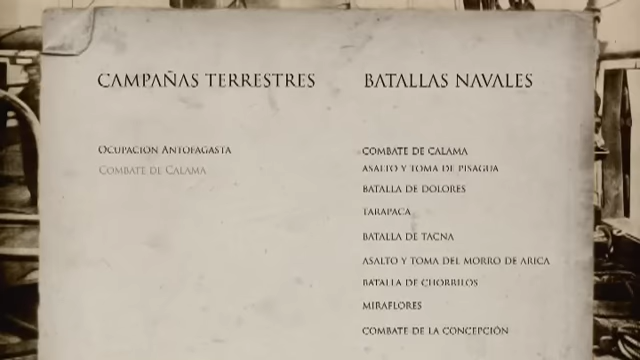 CAMPAÑAS TERRESTRES
OCUPACION ANTOFAGASTA
COMBATE DE CALAMA
BATALLAS NAVALES
COMBATE DE CALAMA
ASALTO Y TOMA DE PISAGUA
BATALLA DE DOLORES
TARAPACA
BATALLA DE TACNA
ASALTO Y TOMA DEL MORRO DE ARICA
BATALLA DE CHORRILOS
MIRAFLORES
COMBATE DE LA CONCEPCIÓN